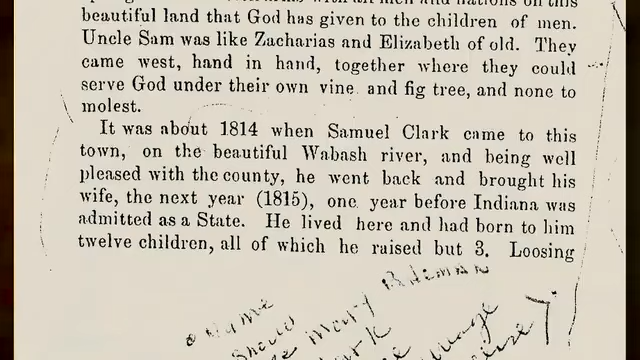 beautiful land that God has given to the children of men.
Uncle Sam was like Zacharias and Elizabeth of old. They
came west, hand in hand, together where they could
serve God under their own vine and fig tree, and none to
molest.
It was about 1814 when Samuel Clark came to this
town, on the beautiful Wabash river, and being well
pleased with the county, he went back and brought his
wife, the next year (1815), one year before Indiana was
admitted as a State. He lived here and had born to him
twelve children, all of which he raised but 3. Loosing
Name
Should
Mary